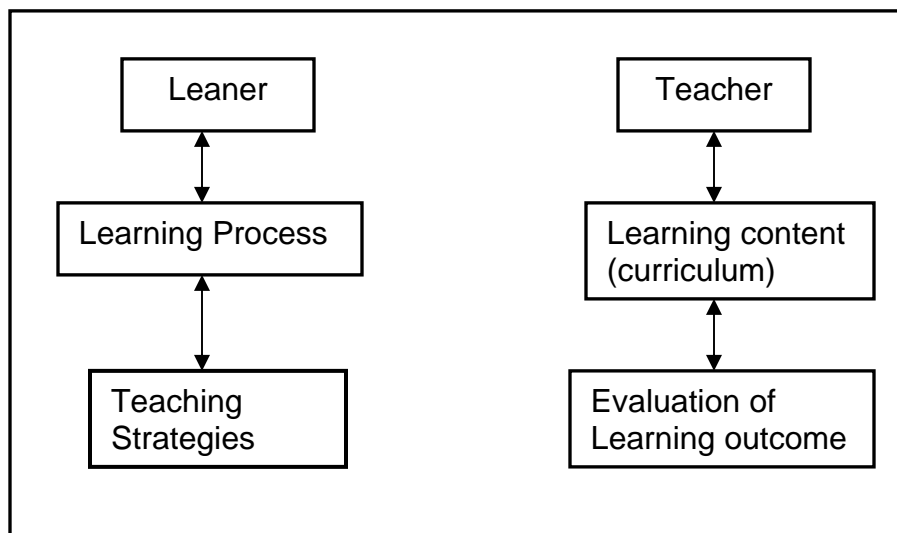 Leaner
Teacher
Learning Process
Learning content
(curriculum)
Teaching
Strategies
Evaluation of
Learning outcome